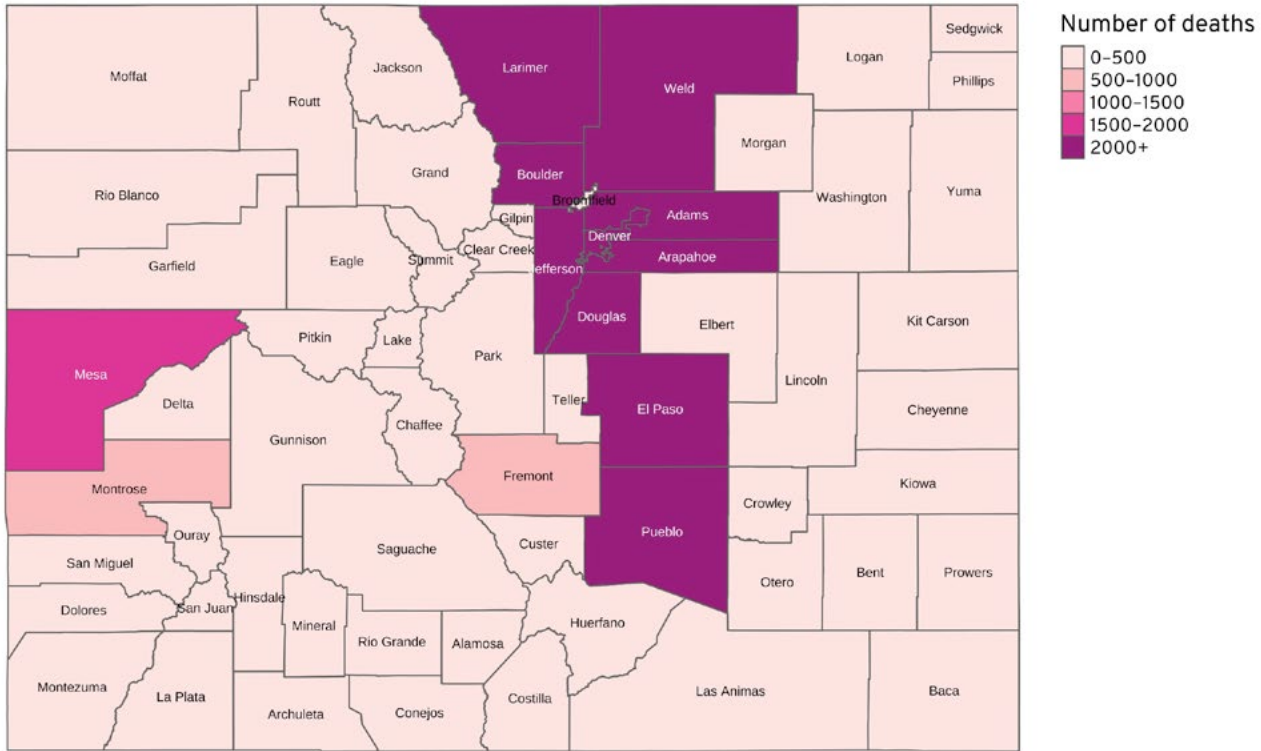 Number of deaths
0–500
500–1000
1000–1500
1500–2000
2000+
Sedgwick
Logan
Larimer
Jackson
Moffat
Phillips
Weld
Routt
Morgan
Grand
Boulder
Yuma
Rio Blanco
Washington
Broomfield
Adams
Gilpin
Denver
Clear Creek
Arapahoe
Summit
Eagle
Garfield
Jefferson
Douglas
Kit Carson
Elbert
Pitkin
Lake
Park
Mesa
Lincoln
Teller
Delta
El Paso
Cheyenne
Chaffee
Gunnison
Fremont
Kiowa
Montrose
Crowley
Pueblo
Ouray
Custer
Saguache
San Miguel
Bent
Prowers
Otero
Hinsdale
San Juan
Dolores
Huerfano
Mineral
Rio Grande
Alamosa
Montezuma
Las Animas
Baca
La Plata
Costilla
Conejos
Archuleta